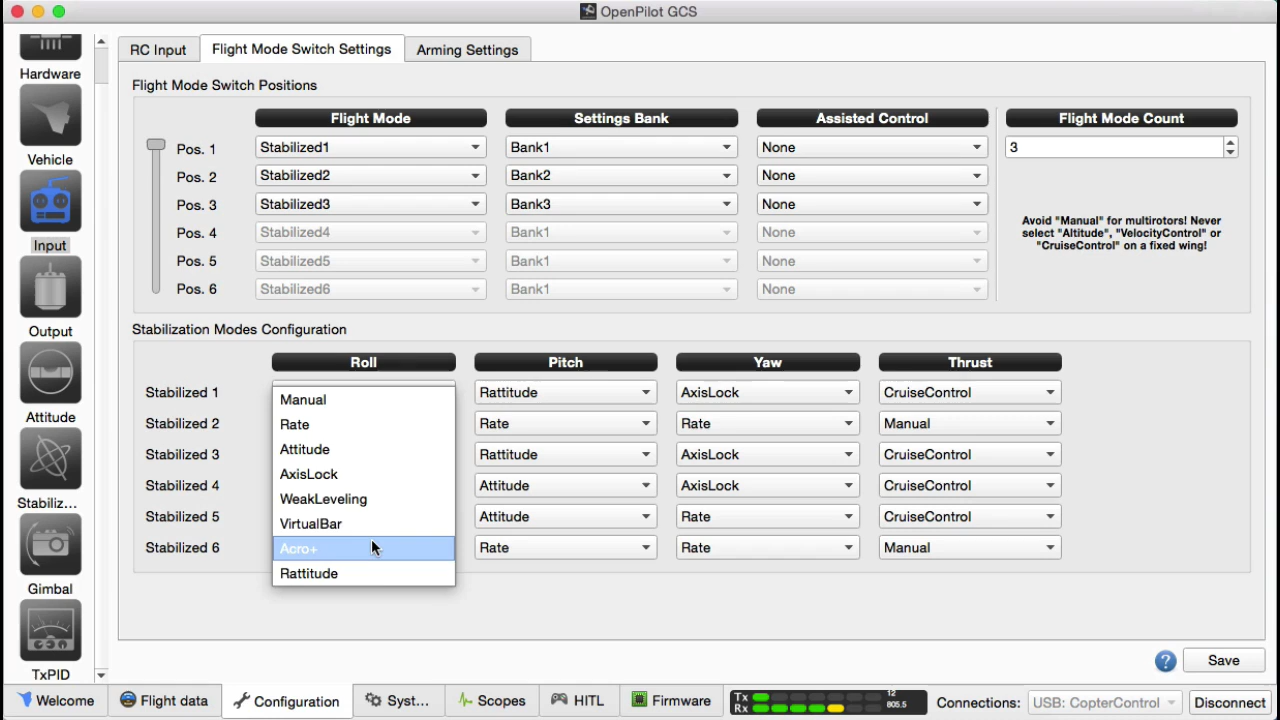 OpenPilot GCS
Hardware
Vehicle
Input
Output
Attitude
Stabiliz...
Gimbal
TxPID
RC Input
Flight Mode Switch Settings
Arming Settings
Flight Mode Switch Positions
Flight Mode Settings Bank Assisted Control Flight Mode Count
Pos. 1 Stabilized1 Bank1 None 3
Pos. 2 Stabilized2 Bank2 None
Pos. 3 Stabilized3 Bank3 None
Pos. 4 Stabilized4 Bank1 None
Pos. 5 Stabilized5 Bank1 None
Pos. 6 Stabilized6 Bank1 None
Avoid "Manual" for multirotors! Never
select "Altitude", "VelocityControl" or
"CruiseControl" on a fixed wing!
Stabilization Modes Configuration
Roll Pitch Yaw Thrust
Stabilized 1 Rattitude AxisLock CruiseControl
Stabilized 2 Rate Rate Manual
Stabilized 3 Rattitude AxisLock CruiseControl
Stabilized 4 Attitude AxisLock CruiseControl
Stabilized 5 Attitude Rate CruiseControl
Stabilized 6 Rate Rate Manual
Manual
Rate
Attitude
AxisLock
WeakLeveling
VirtualBar
Acro+
Rattitude
? Save
Welcome Flight data Configuration Syst... Scopes HITL Firmware Tx Rx 12 805.5 Connections: USB: CopterControl Disconnect